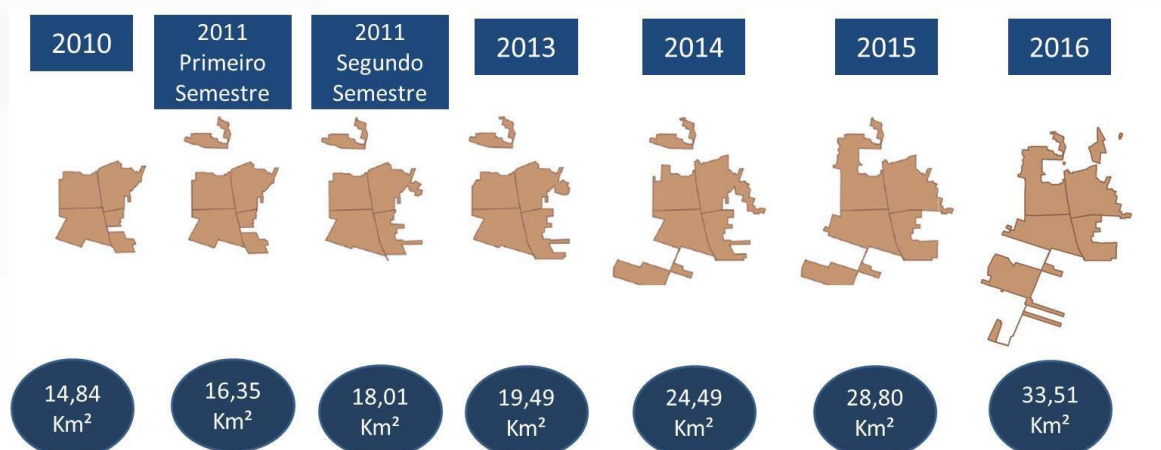 2010
2011
Primeiro
Semestre
2011
Segundo
Semestre
2013
2014
2015
2016
14,84
Km²
16,35
Km²
18,01
Km²
19,49
Km²
24,49
Km²
28,80
Km²
33,51
Km²